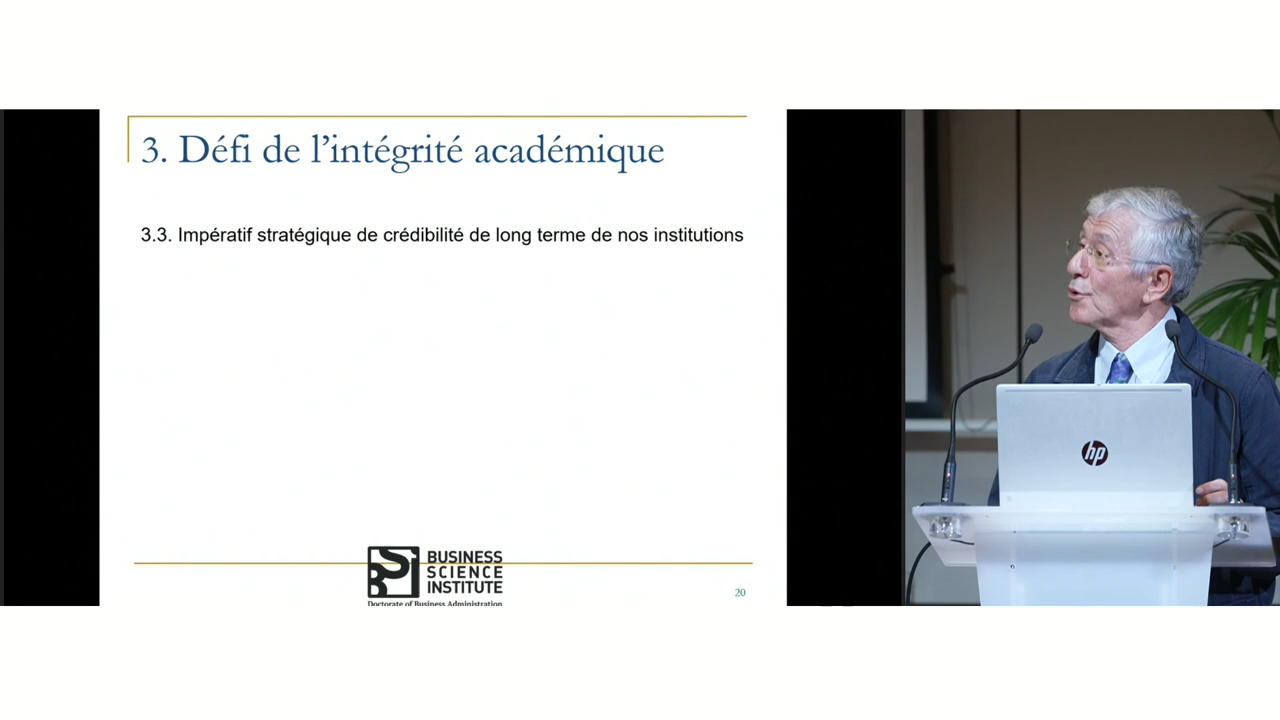 3. Défi de l’intégrité académique
3.3. Impératif stratégique de crédibilité de long terme de nos institutions
BUSINESS
SCIENCE
INSTITUTE
Doctorate of Business Administration
20
hp